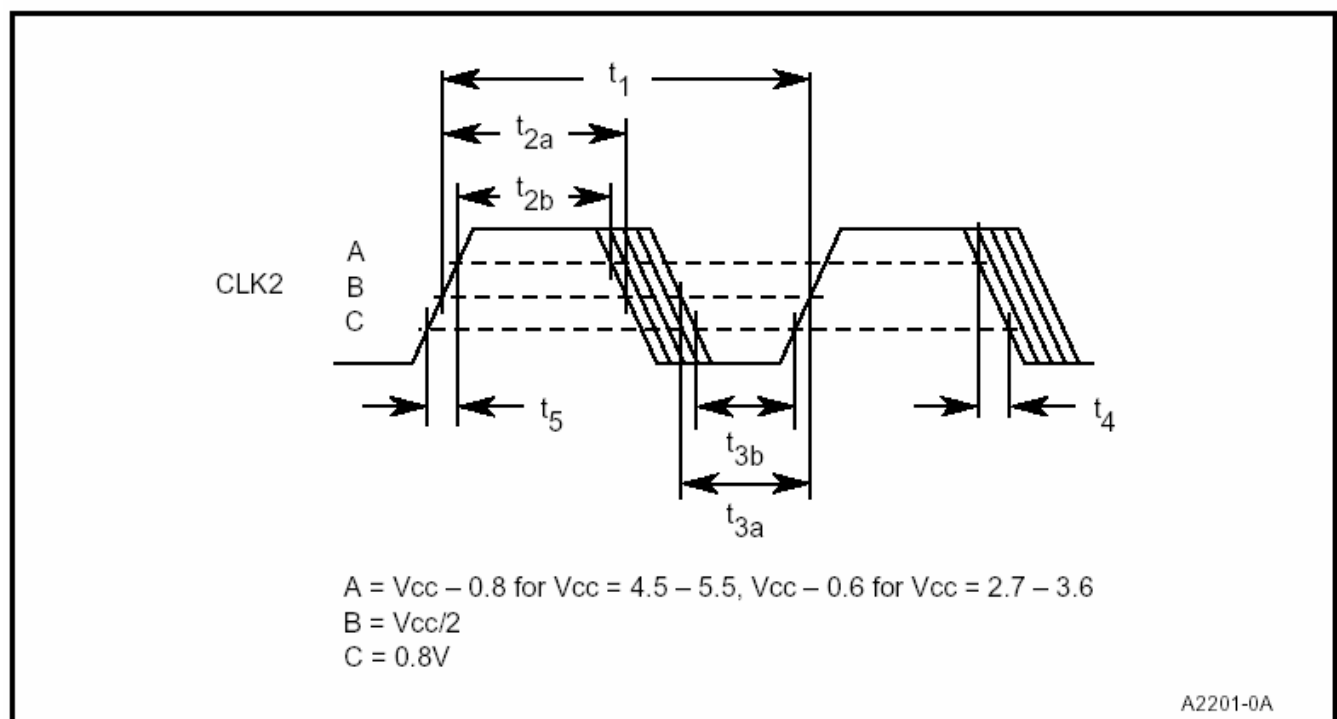 t1
t2a
t2b
A
CLK2 B
C
t5
t4
t3b
t3a
A = Vcc – 0.8 for Vcc = 4.5 – 5.5, Vcc – 0.6 for Vcc = 2.7 – 3.6
B = Vcc/2
C = 0.8V
A2201-0A